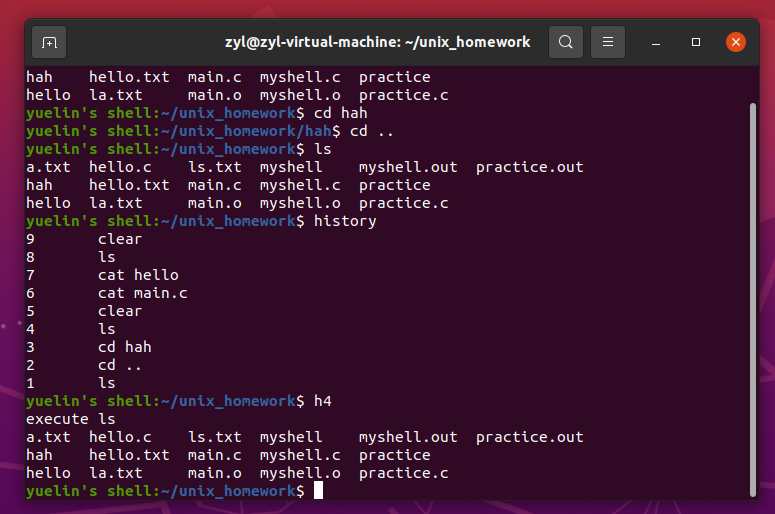 zyl@zyl-virtual-machine: ~/unix_homework
hah    hello.txt  main.c  myshell.c  practice
hello  la.txt     main.o  myshell.o  practice.c
yuelin's shell:~/unix_homework$ cd hah
yuelin's shell:~/unix_homework/hah$ cd ..
yuelin's shell:~/unix_homework$ ls
a.txt  hello.c    ls.txt  myshell    myshell.out  practice.out
hah    hello.txt  main.c  myshell.c  practice
hello  la.txt     main.o  myshell.o  practice.c
yuelin's shell:~/unix_homework$ history
9       clear
8       ls
7       cat hello
6       cat main.c
5       clear
4       ls
3       cd hah
2       cd ..
1       ls
yuelin's shell:~/unix_homework$ h4
execute ls
a.txt  hello.c    ls.txt  myshell    myshell.out  practice.out
hah    hello.txt  main.c  myshell.c  practice
hello  la.txt     main.o  myshell.o  practice.c
yuelin's shell:~/unix_homework$